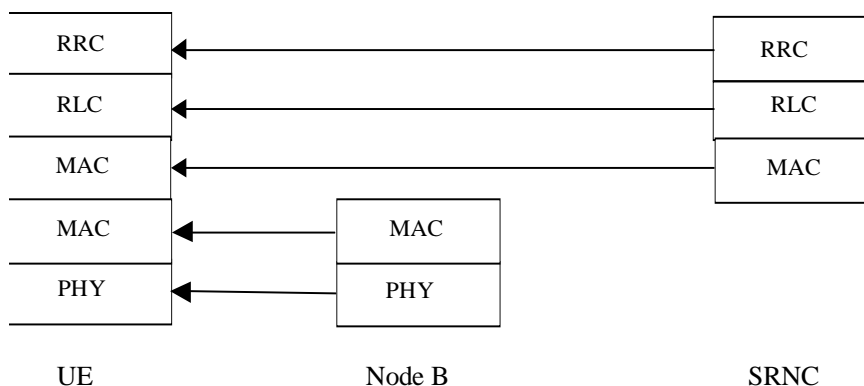 RRC
RRC
RLC
RLC
MAC
MAC
MAC
MAC
PHY
PHY
UE
Node B
SRNC